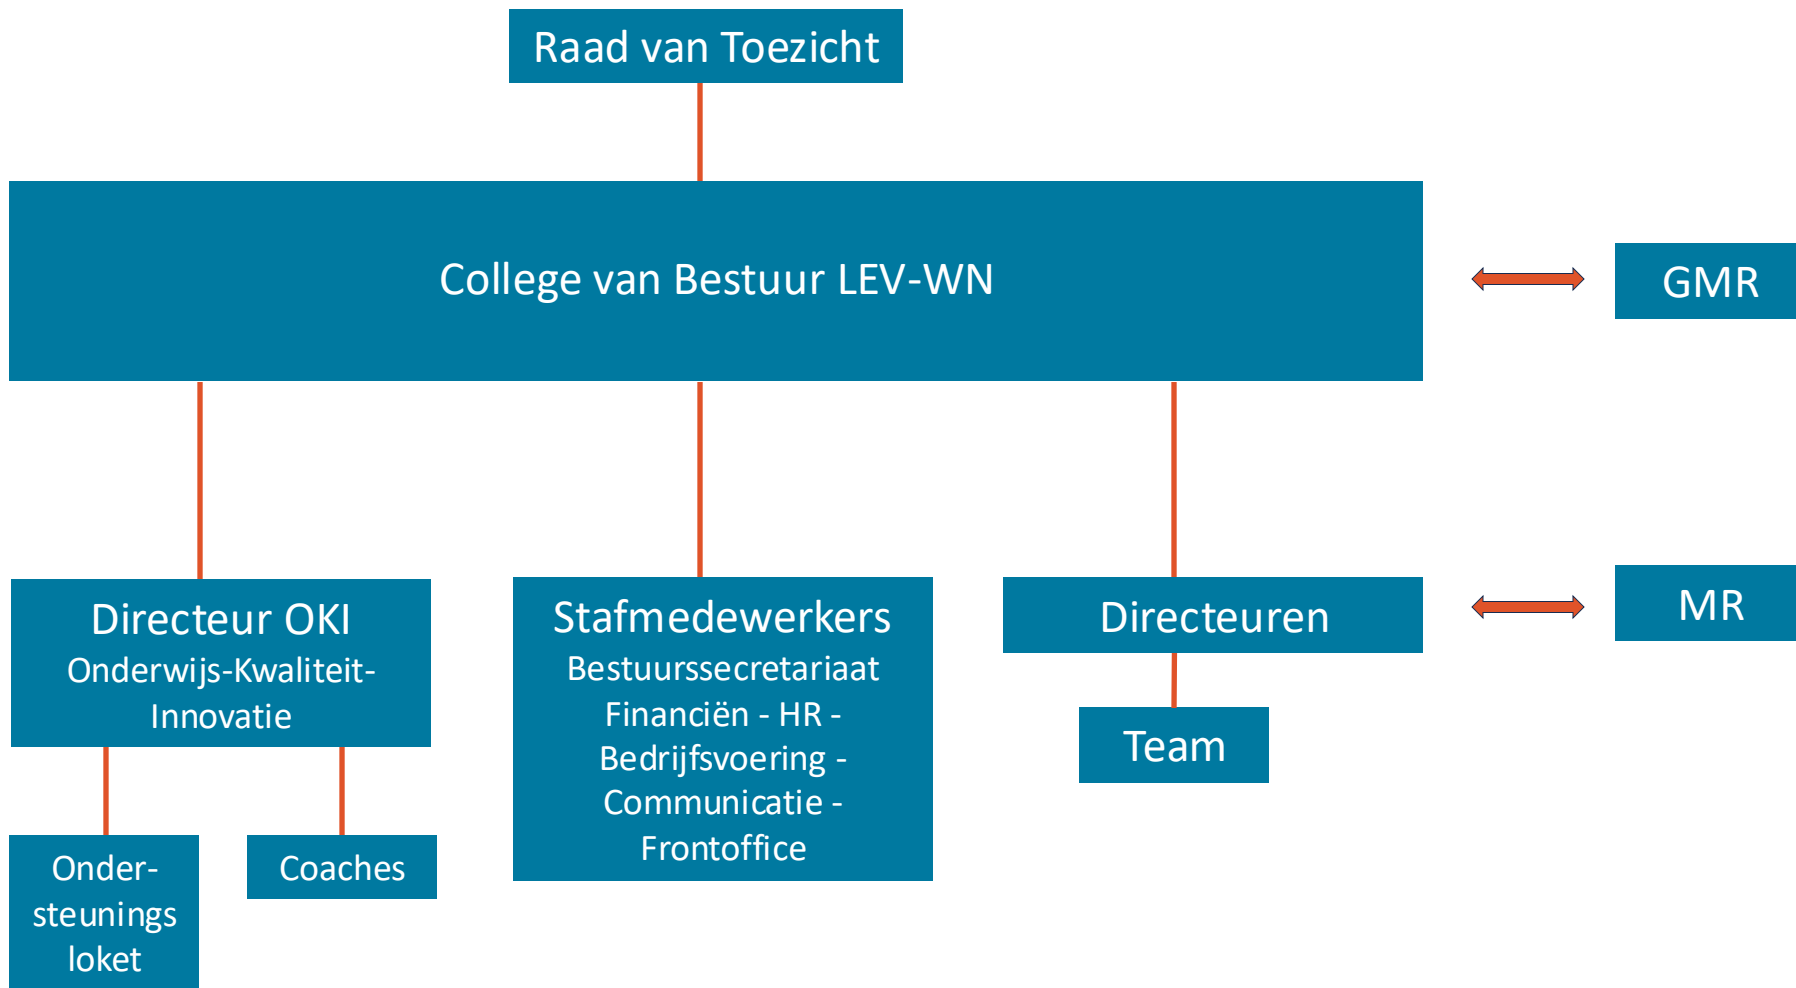 Raad van Toezicht
College van Bestuur LEV-WN
GMR
Directeur OKI
Onderwijs-Kwaliteit-
Innovatie
Stafmedewerkers
Bestuurssecretariaat
Financiën - HR -
Bedrijfsvoering -
Communicatie -
Frontoffice
Directeuren
MR
Team
Onder-
steunings
loket
Coaches